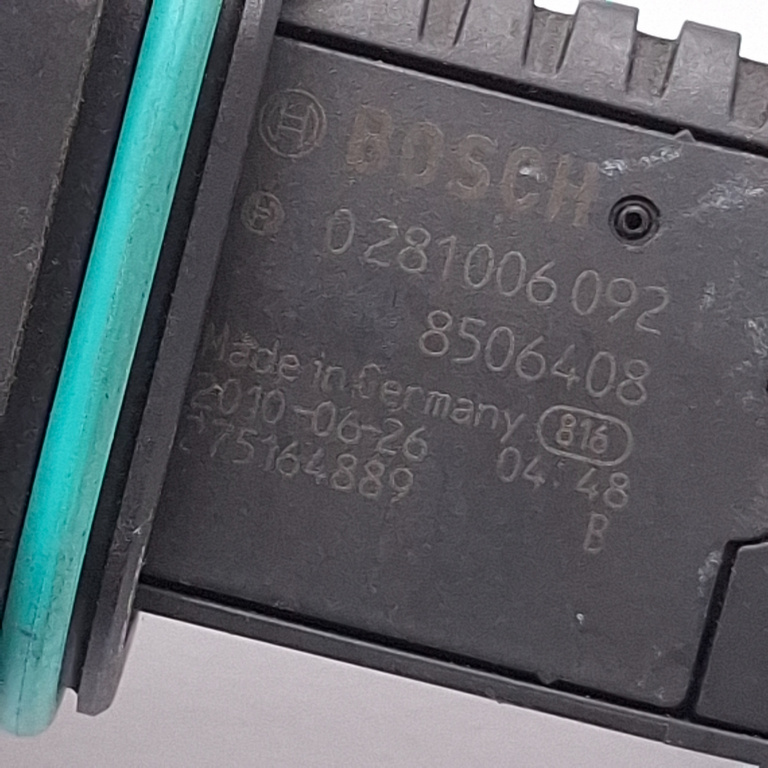 BOSCH
0 281 006 092
8506408
Made in Germany 816
2010-06-26 04:48
275164889
B